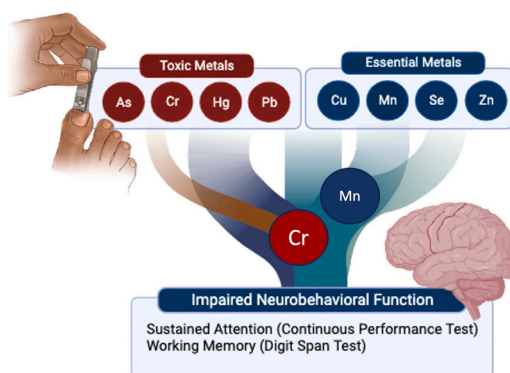 Toxic Metals
As Cr Hg Pb
Essential Metals
Cu Mn Se Zn
Mn
Cr
Impaired Neurobehavioral Function
Sustained Attention (Continuous Performance Test)
Working Memory (Digit Span Test)